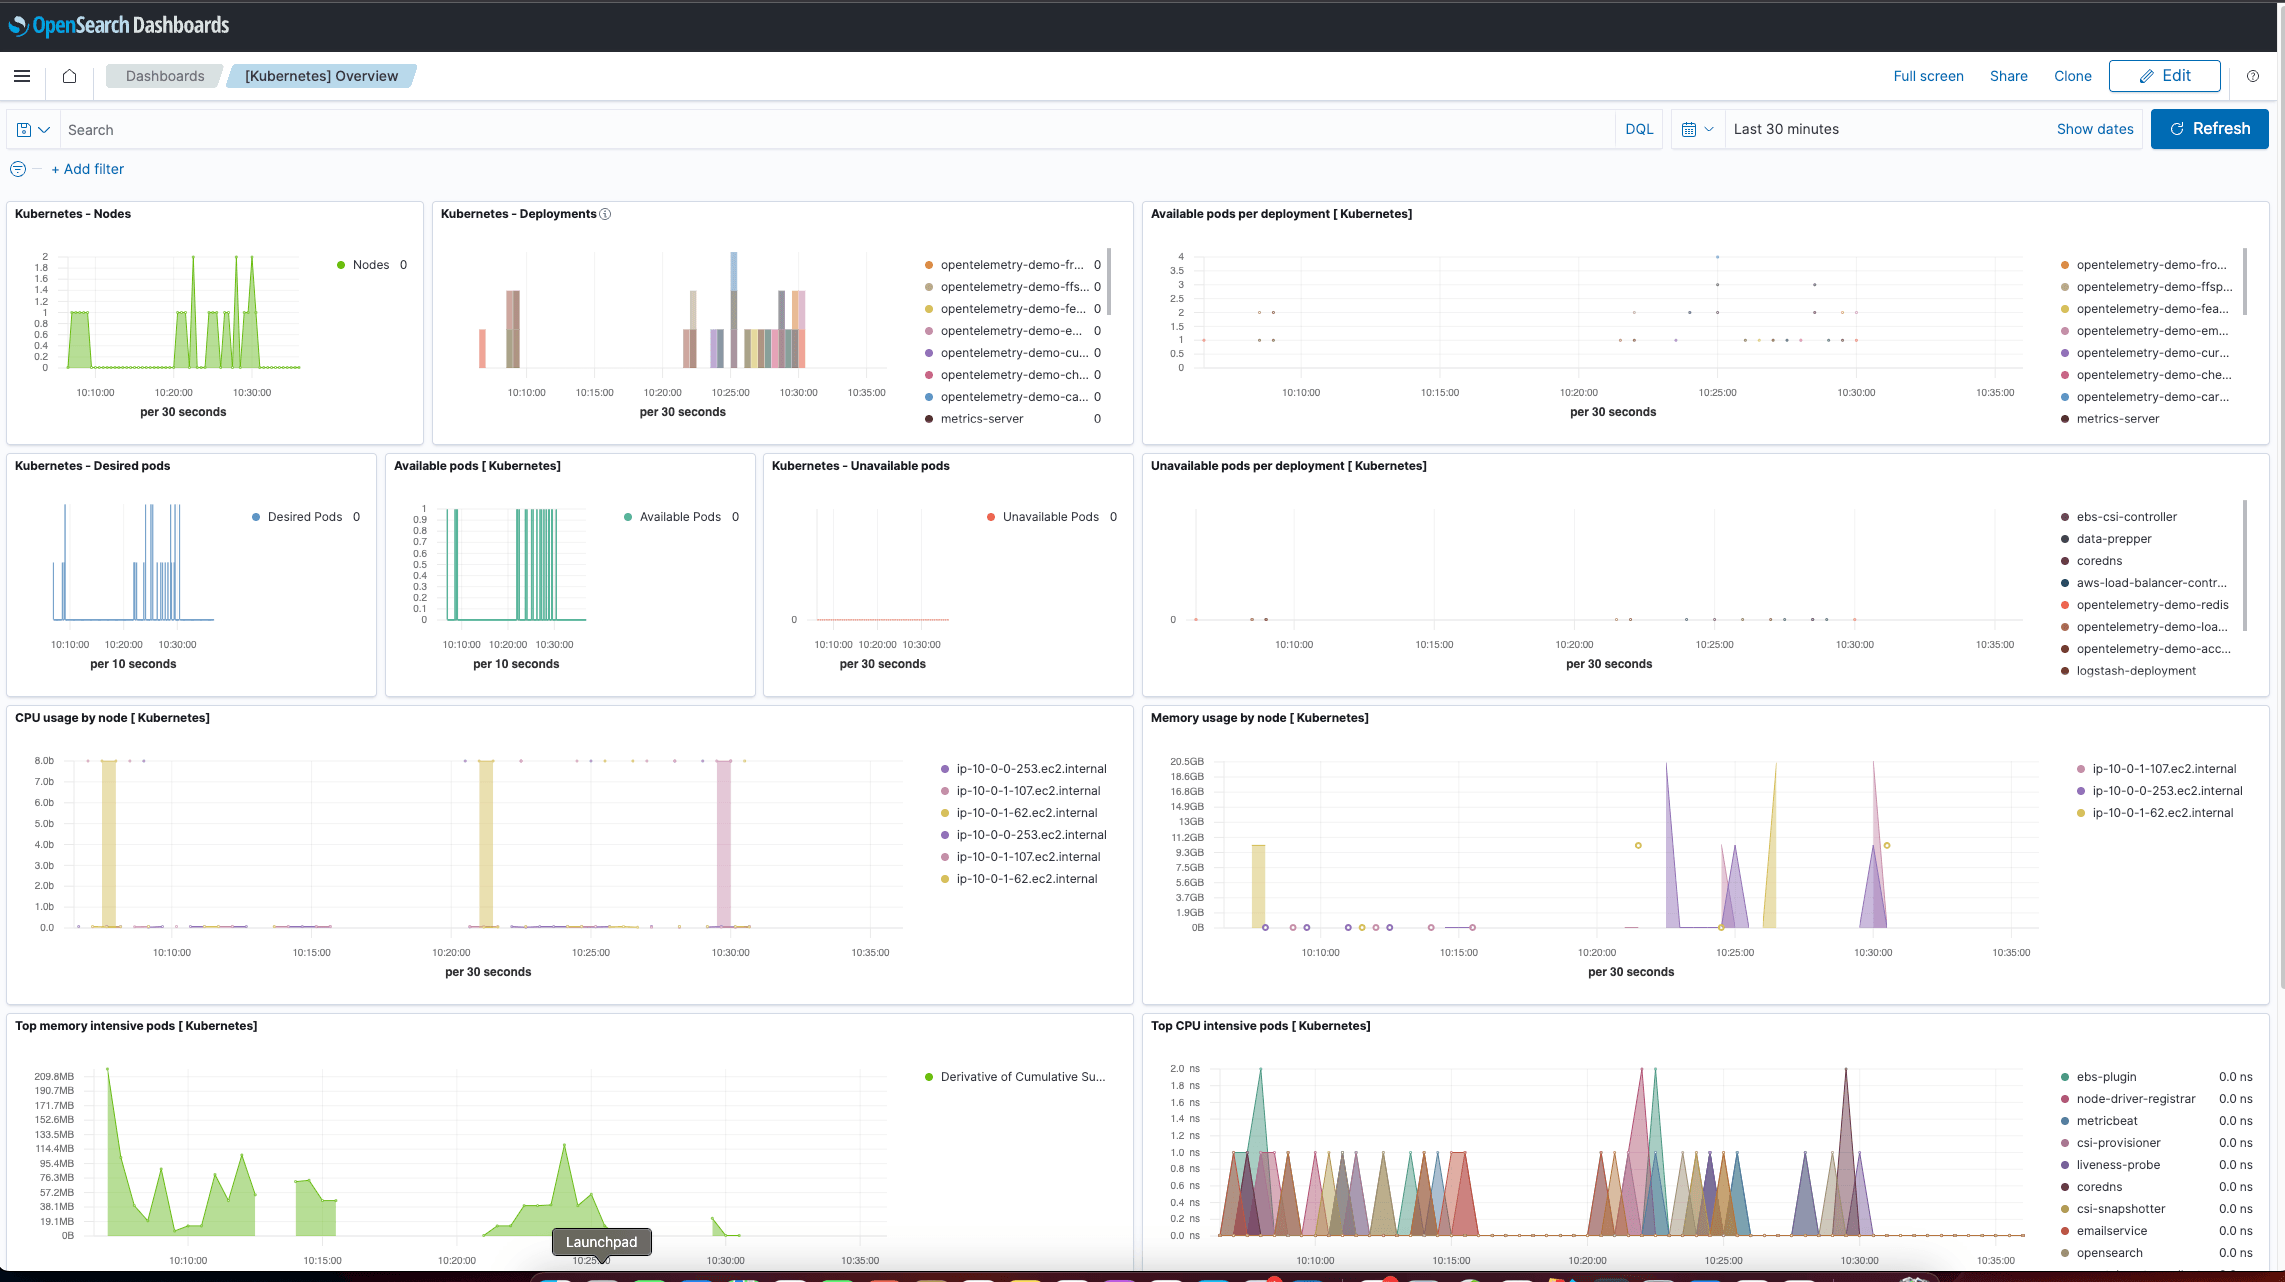 OpenSearch Dashboards
Dashboards [Kubernetes] Overview Full screen Share Clone Edit
Search DQL Last 30 minutes Show dates Refresh
+ Add filter
Kubernetes - Nodes
2
1.8
1.6
1.4
1.2
1
0.8
0.6
0.4
0.2
0
10:10:00 10:20:00 10:30:00
per 30 seconds
Nodes 0
Kubernetes - Deployments
10:10:00 10:15:00 10:20:00 10:25:00 10:30:00 10:35:00
per 30 seconds
opentelemetry-demo-fr... 0
opentelemetry-demo-ffs... 0
opentelemetry-demo-fe... 0
opentelemetry-demo-e... 0
opentelemetry-demo-cu... 0
opentelemetry-demo-ch... 0
opentelemetry-demo-ca... 0
metrics-server 0
Available pods per deployment [ Kubernetes]
4
3.5
3
2.5
2
1.5
1
0.5
0
10:10:00 10:15:00 10:20:00 10:25:00 10:30:00 10:35:00
per 30 seconds
opentelemetry-demo-fro...
opentelemetry-demo-ffsp...
opentelemetry-demo-fea...
opentelemetry-demo-em...
opentelemetry-demo-cur...
opentelemetry-demo-che...
opentelemetry-demo-car...
metrics-server
Kubernetes - Desired pods
10:10:00 10:20:00 10:30:00
per 10 seconds
Desired Pods 0
Available pods [ Kubernetes]
1
0.9
0.8
0.7
0.6
0.5
0.4
0.3
0.2
0.1
0
10:10:00 10:20:00 10:30:00
per 10 seconds
Available Pods 0
Kubernetes - Unavailable pods
0
10:10:00 10:20:00 10:30:00
per 30 seconds
Unavailable Pods 0
Unavailable pods per deployment [ Kubernetes]
0
10:10:00 10:15:00 10:20:00 10:25:00 10:30:00 10:35:00
per 30 seconds
ebs-csi-controller
data-prepper
coredns
aws-load-balancer-contr...
opentelemetry-demo-redis
opentelemetry-demo-loa...
opentelemetry-demo-acc...
logstash-deployment
CPU usage by node [ Kubernetes]
8.0b
7.0b
6.0b
5.0b
4.0b
3.0b
2.0b
1.0b
0.0
10:10:00 10:15:00 10:20:00 10:25:00 10:30:00 10:35:00
per 30 seconds
ip-10-0-0-253.ec2.internal
ip-10-0-1-107.ec2.internal
ip-10-0-1-62.ec2.internal
ip-10-0-0-253.ec2.internal
ip-10-0-1-107.ec2.internal
ip-10-0-1-62.ec2.internal
Memory usage by node [ Kubernetes]
20.5GB
18.6GB
16.8GB
14.9GB
13GB
11.2GB
9.3GB
7.5GB
5.6GB
3.7GB
1.9GB
0B
10:10:00 10:15:00 10:20:00 10:25:00 10:30:00 10:35:00
per 30 seconds
ip-10-0-1-107.ec2.internal
ip-10-0-0-253.ec2.internal
ip-10-0-1-62.ec2.internal
Top memory intensive pods [ Kubernetes]
209.8MB
190.7MB
171.7MB
152.6MB
133.5MB
114.4MB
95.4MB
76.3MB
57.2MB
38.1MB
19.1MB
0B
10:10:00 10:15:00 10:20:00 10:25:00 10:30:00 10:35:00
Derivative of Cumulative Su...
Launchpad
Top CPU intensive pods [ Kubernetes]
2.0 ns
1.8 ns
1.6 ns
1.4 ns
1.2 ns
1.0 ns
0.8 ns
0.6 ns
0.4 ns
0.2 ns
0.0 ns
10:10:00 10:15:00 10:20:00 10:25:00 10:30:00 10:35:00
ebs-plugin 0.0 ns
node-driver-registrar 0.0 ns
metricbeat 0.0 ns
csi-provisioner 0.0 ns
liveness-probe 0.0 ns
coredns 0.0 ns
csi-snapshotter 0.0 ns
emailservice 0.0 ns
opensearch 0.0 ns